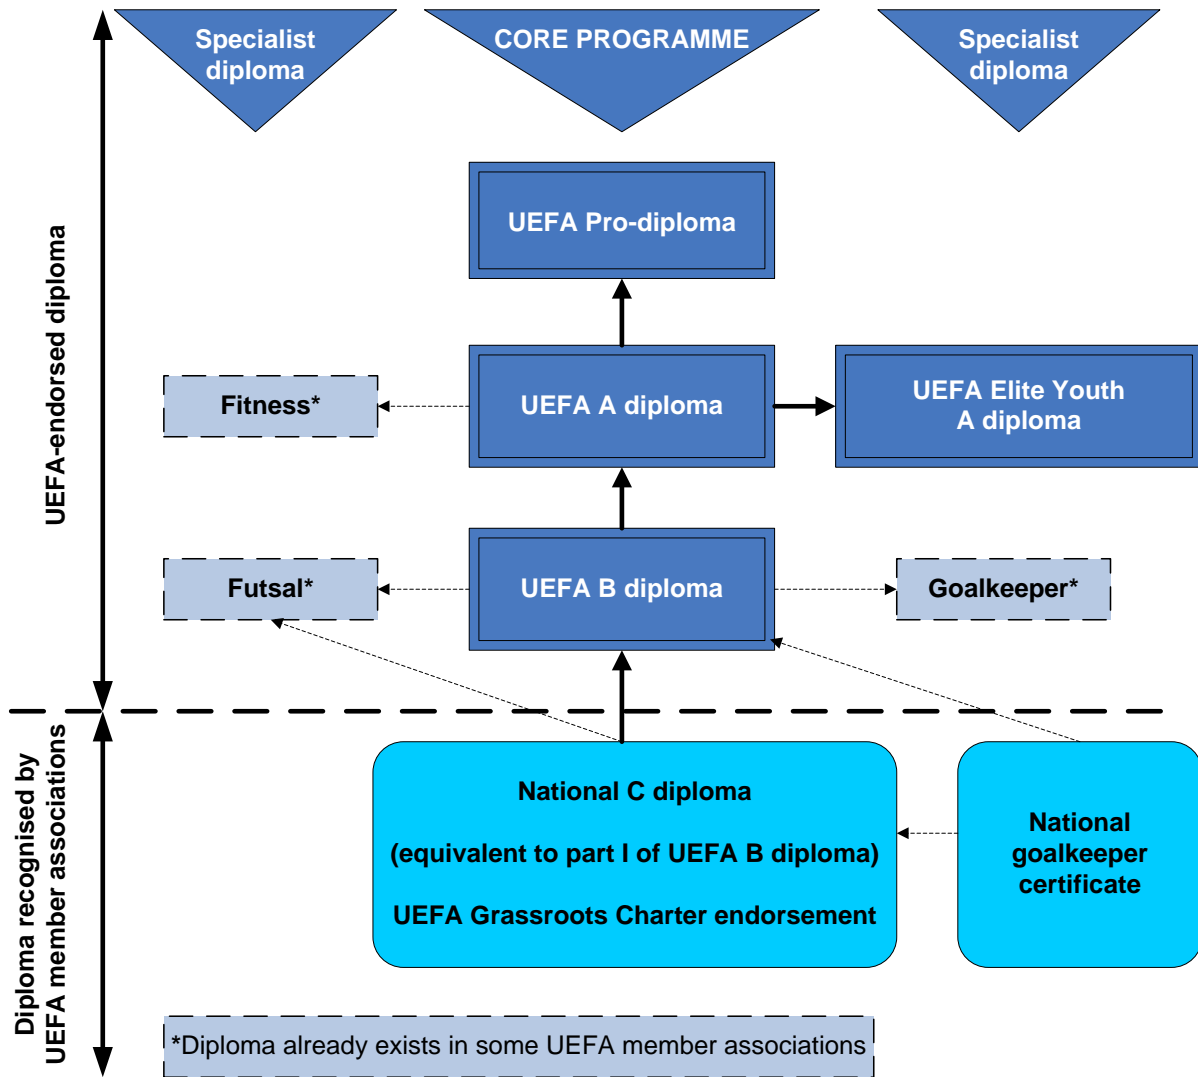 Specialist
diploma
CORE PROGRAMME
Specialist
diploma
UEFA-endorsed diploma
UEFA Pro-diploma
Fitness*
UEFA A diploma
UEFA Elite Youth
A diploma
Futsal*
UEFA B diploma
Goalkeeper*
Diploma recognised by
UEFA member associations
National C diploma
(equivalent to part I of UEFA B diploma)
UEFA Grassroots Charter endorsement
National
goalkeeper
certificate
*Diploma already exists in some UEFA member associations